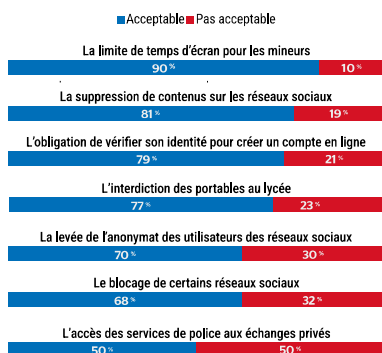 Acceptable Pas acceptable
La limite de temps d'écran pour les mineurs
90 % 10 %
La suppression de contenus sur les réseaux sociaux
81 % 19 %
L'obligation de vérifier son identité pour créer un compte en ligne
79 % 21 %
L'interdiction des portables au lycée
77 % 23 %
La levée de l'anonymat des utilisateurs des réseaux sociaux
70 % 30 %
Le blocage de certains réseaux sociaux
68 % 32 %
L'accès des services de police aux échanges privés
50 % 50 %